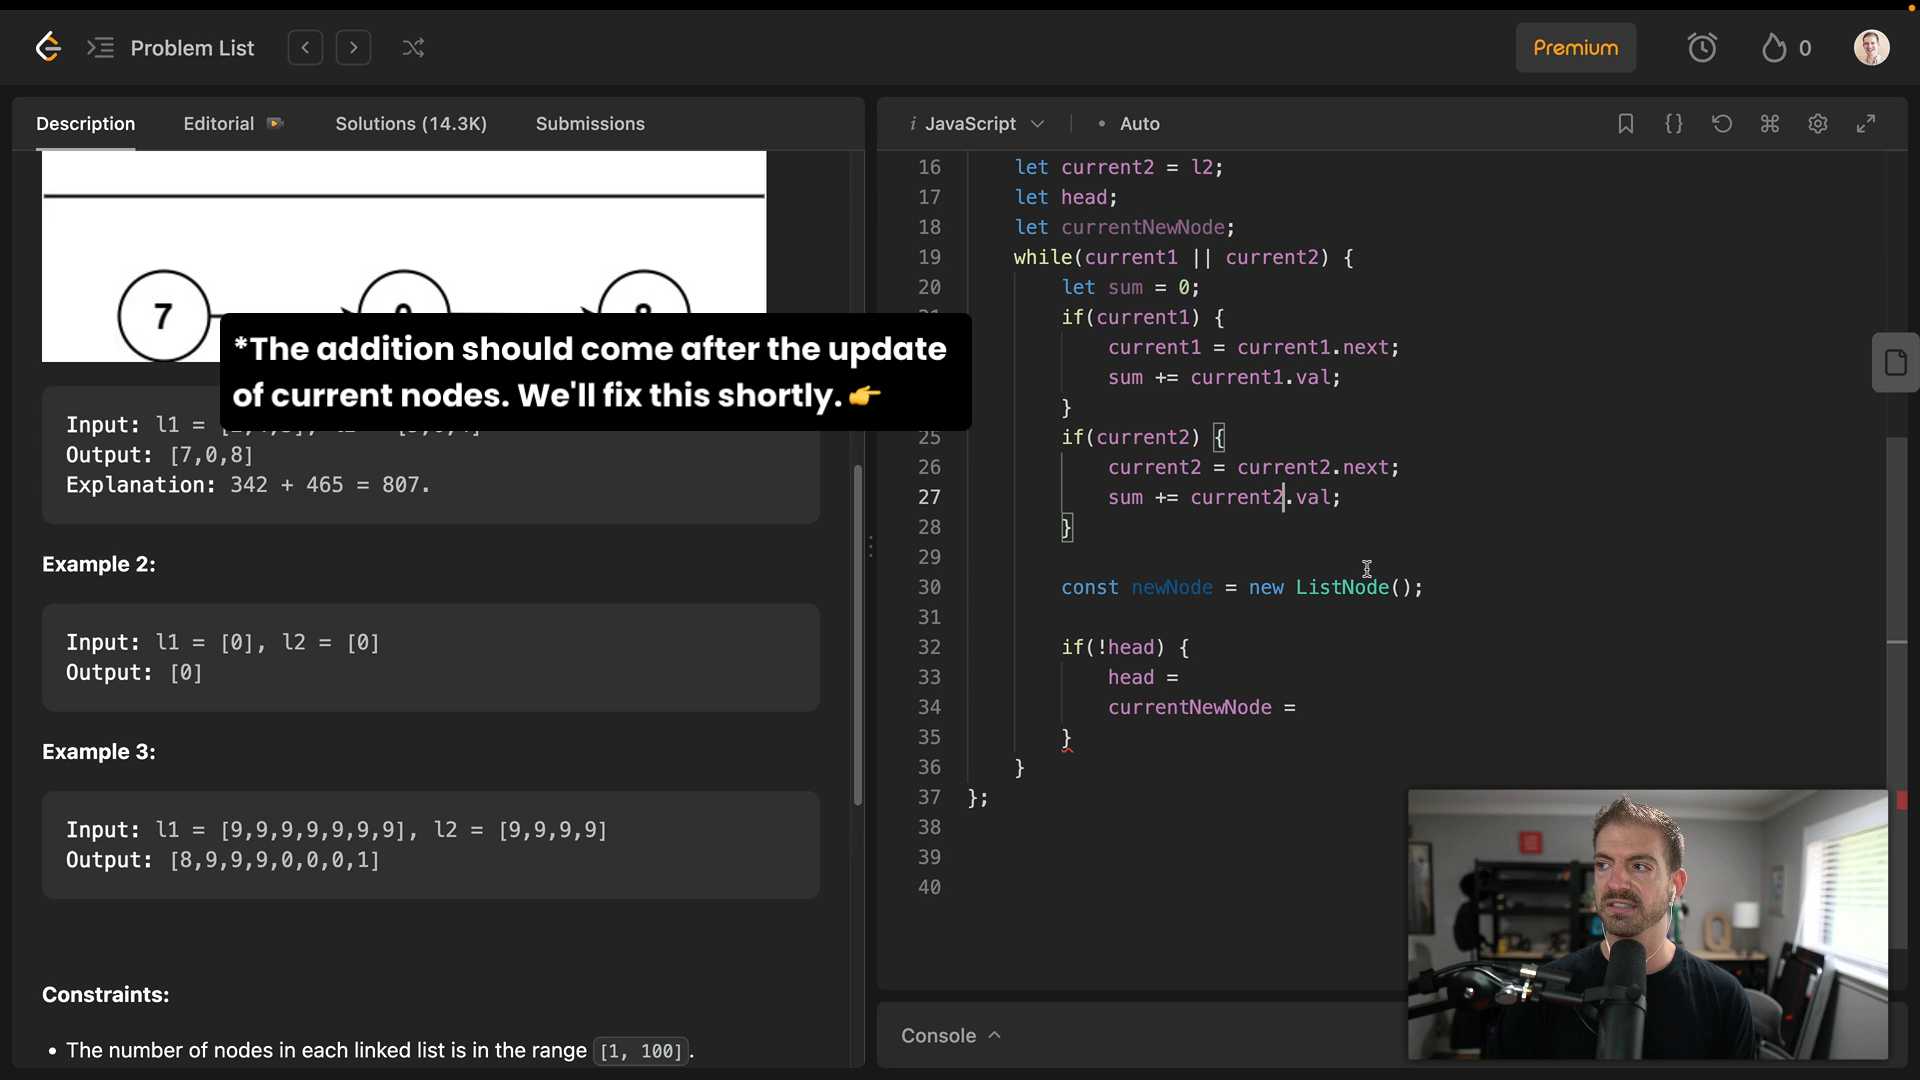 Problem List
Premium
0
Description
Editorial
Solutions (14.3K)
Submissions
7
*The addition should come after the update
of current nodes. We'll fix this shortly. 👉
Input: l1 =
Output: [7,0,8]
Explanation: 342 + 465 = 807.
Example 2:
Input: l1 = [0], l2 = [0]
Output: [0]
Example 3:
Input: l1 = [9,9,9,9,9,9,9], l2 = [9,9,9,9]
Output: [8,9,9,9,0,0,0,1]
Constraints:
• The number of nodes in each linked list is in the range [1, 100].
i JavaScript
• Auto
16 let current2 = l2;
17 let head;
18 let currentNewNode;
19 while(current1 || current2) {
20 let sum = 0;
if(current1) {
current1 = current1.next;
sum += current1.val;
}
25 if(current2) {
26 current2 = current2.next;
27 sum += current2.val;
28 }
29
30 const newNode = new ListNode();
31
32 if(!head) {
33 head =
34 currentNewNode =
35 }
36 }
37 };
38
39
40
Console